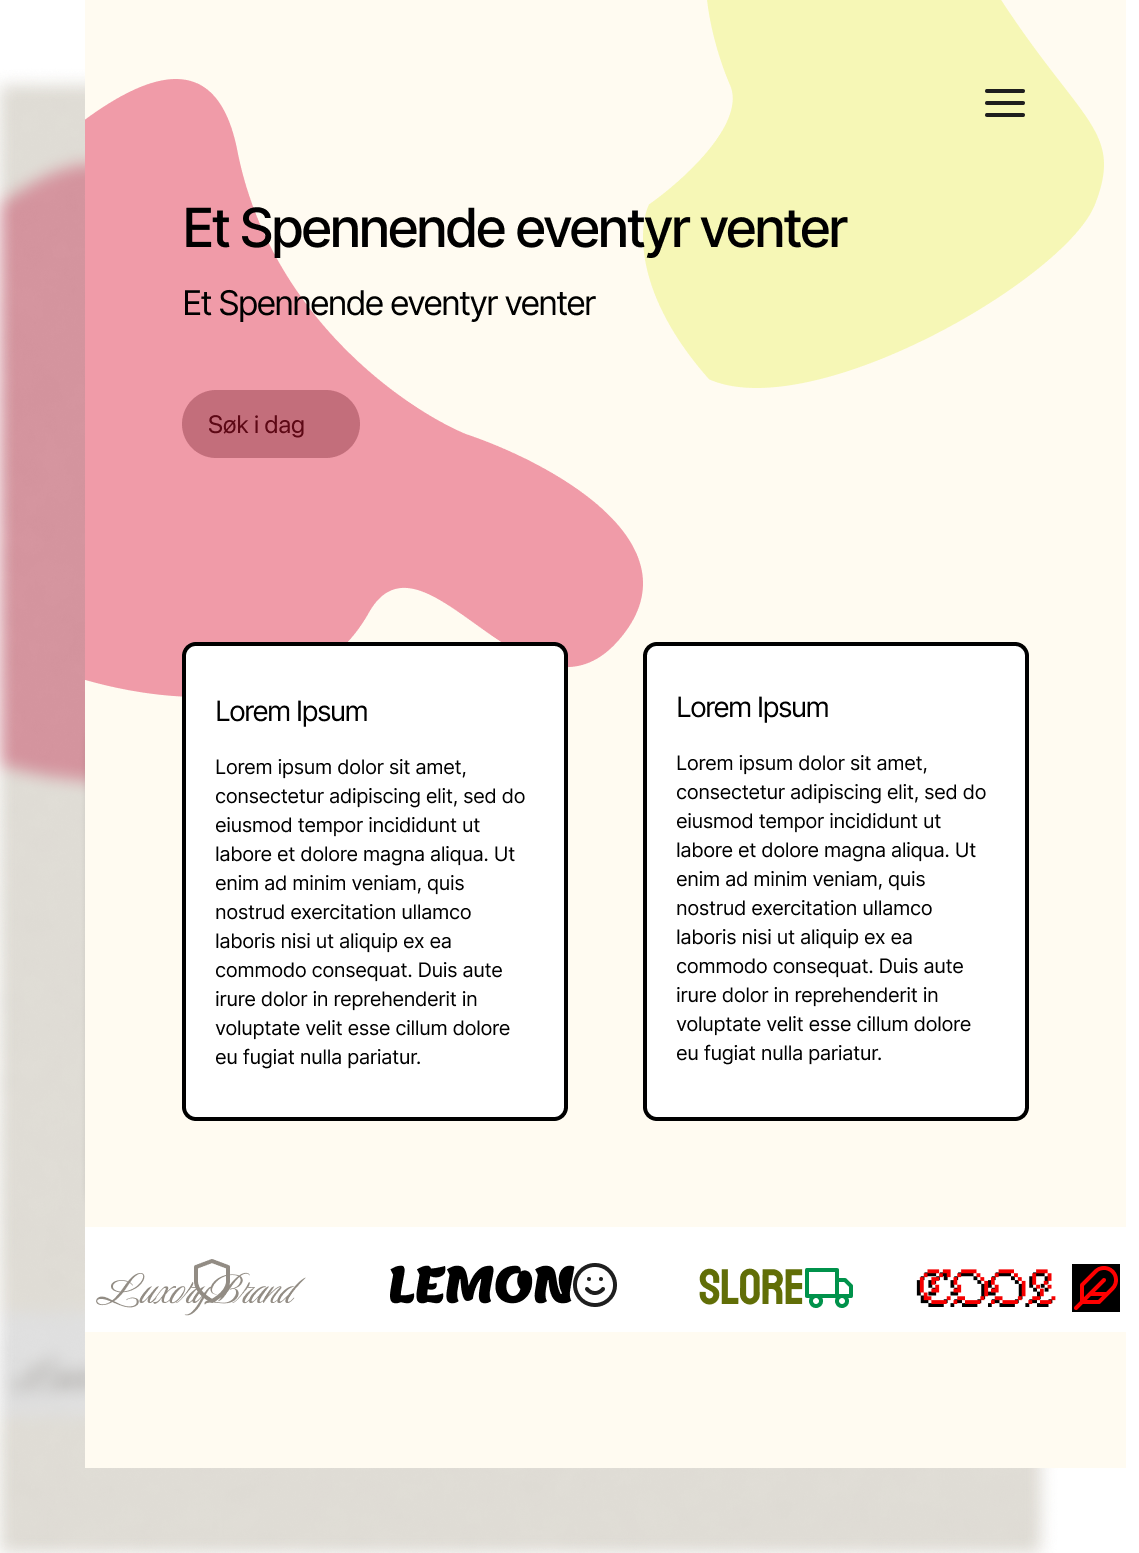 Et Spennende eventyr venter
Et Spennende eventyr venter
Søk i dag
Lorem Ipsum
Lorem ipsum dolor sit amet,
consectetur adipiscing elit, sed do
eiusmod tempor incididunt ut
labore et dolore magna aliqua. Ut
enim ad minim veniam, quis
nostrud exercitation ullamco
laboris nisi ut aliquip ex ea
commodo consequat. Duis aute
irure dolor in reprehenderit in
voluptate velit esse cillum dolore
eu fugiat nulla pariatur.
Lorem Ipsum
Lorem ipsum dolor sit amet,
consectetur adipiscing elit, sed do
eiusmod tempor incididunt ut
labore et dolore magna aliqua. Ut
enim ad minim veniam, quis
nostrud exercitation ullamco
laboris nisi ut aliquip ex ea
commodo consequat. Duis aute
irure dolor in reprehenderit in
voluptate velit esse cillum dolore
eu fugiat nulla pariatur.
LuxoryBrand
LEMON
SLORE
COOL